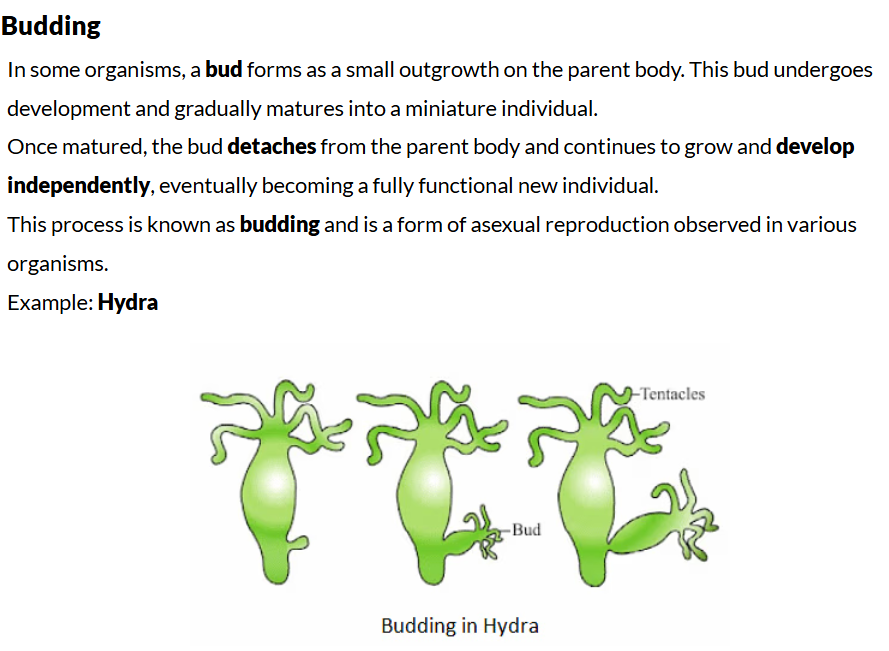 Budding
In some organisms, a bud forms as a small outgrowth on the parent body. This bud undergoes
development and gradually matures into a miniature individual.
Once matured, the bud detaches from the parent body and continues to grow and develop
independently, eventually becoming a fully functional new individual.
This process is known as budding and is a form of asexual reproduction observed in various
organisms.
Example: Hydra
Tentacles
Bud
Budding in Hydra